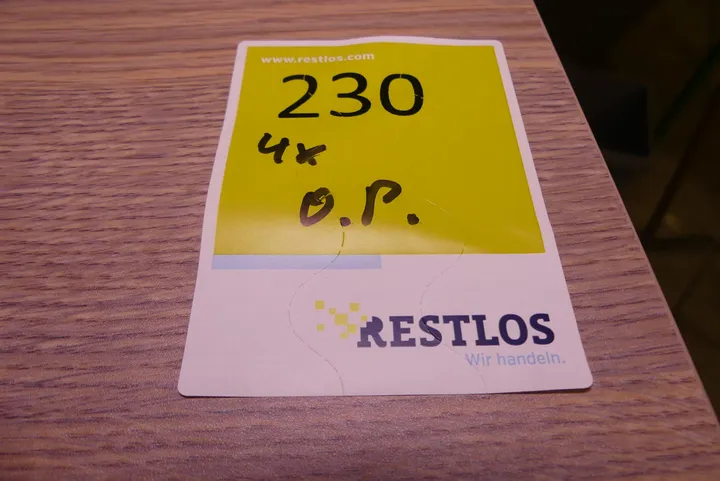 www.restlos.com
230
4x
O.P.
RESTLOS
Wir handeln.